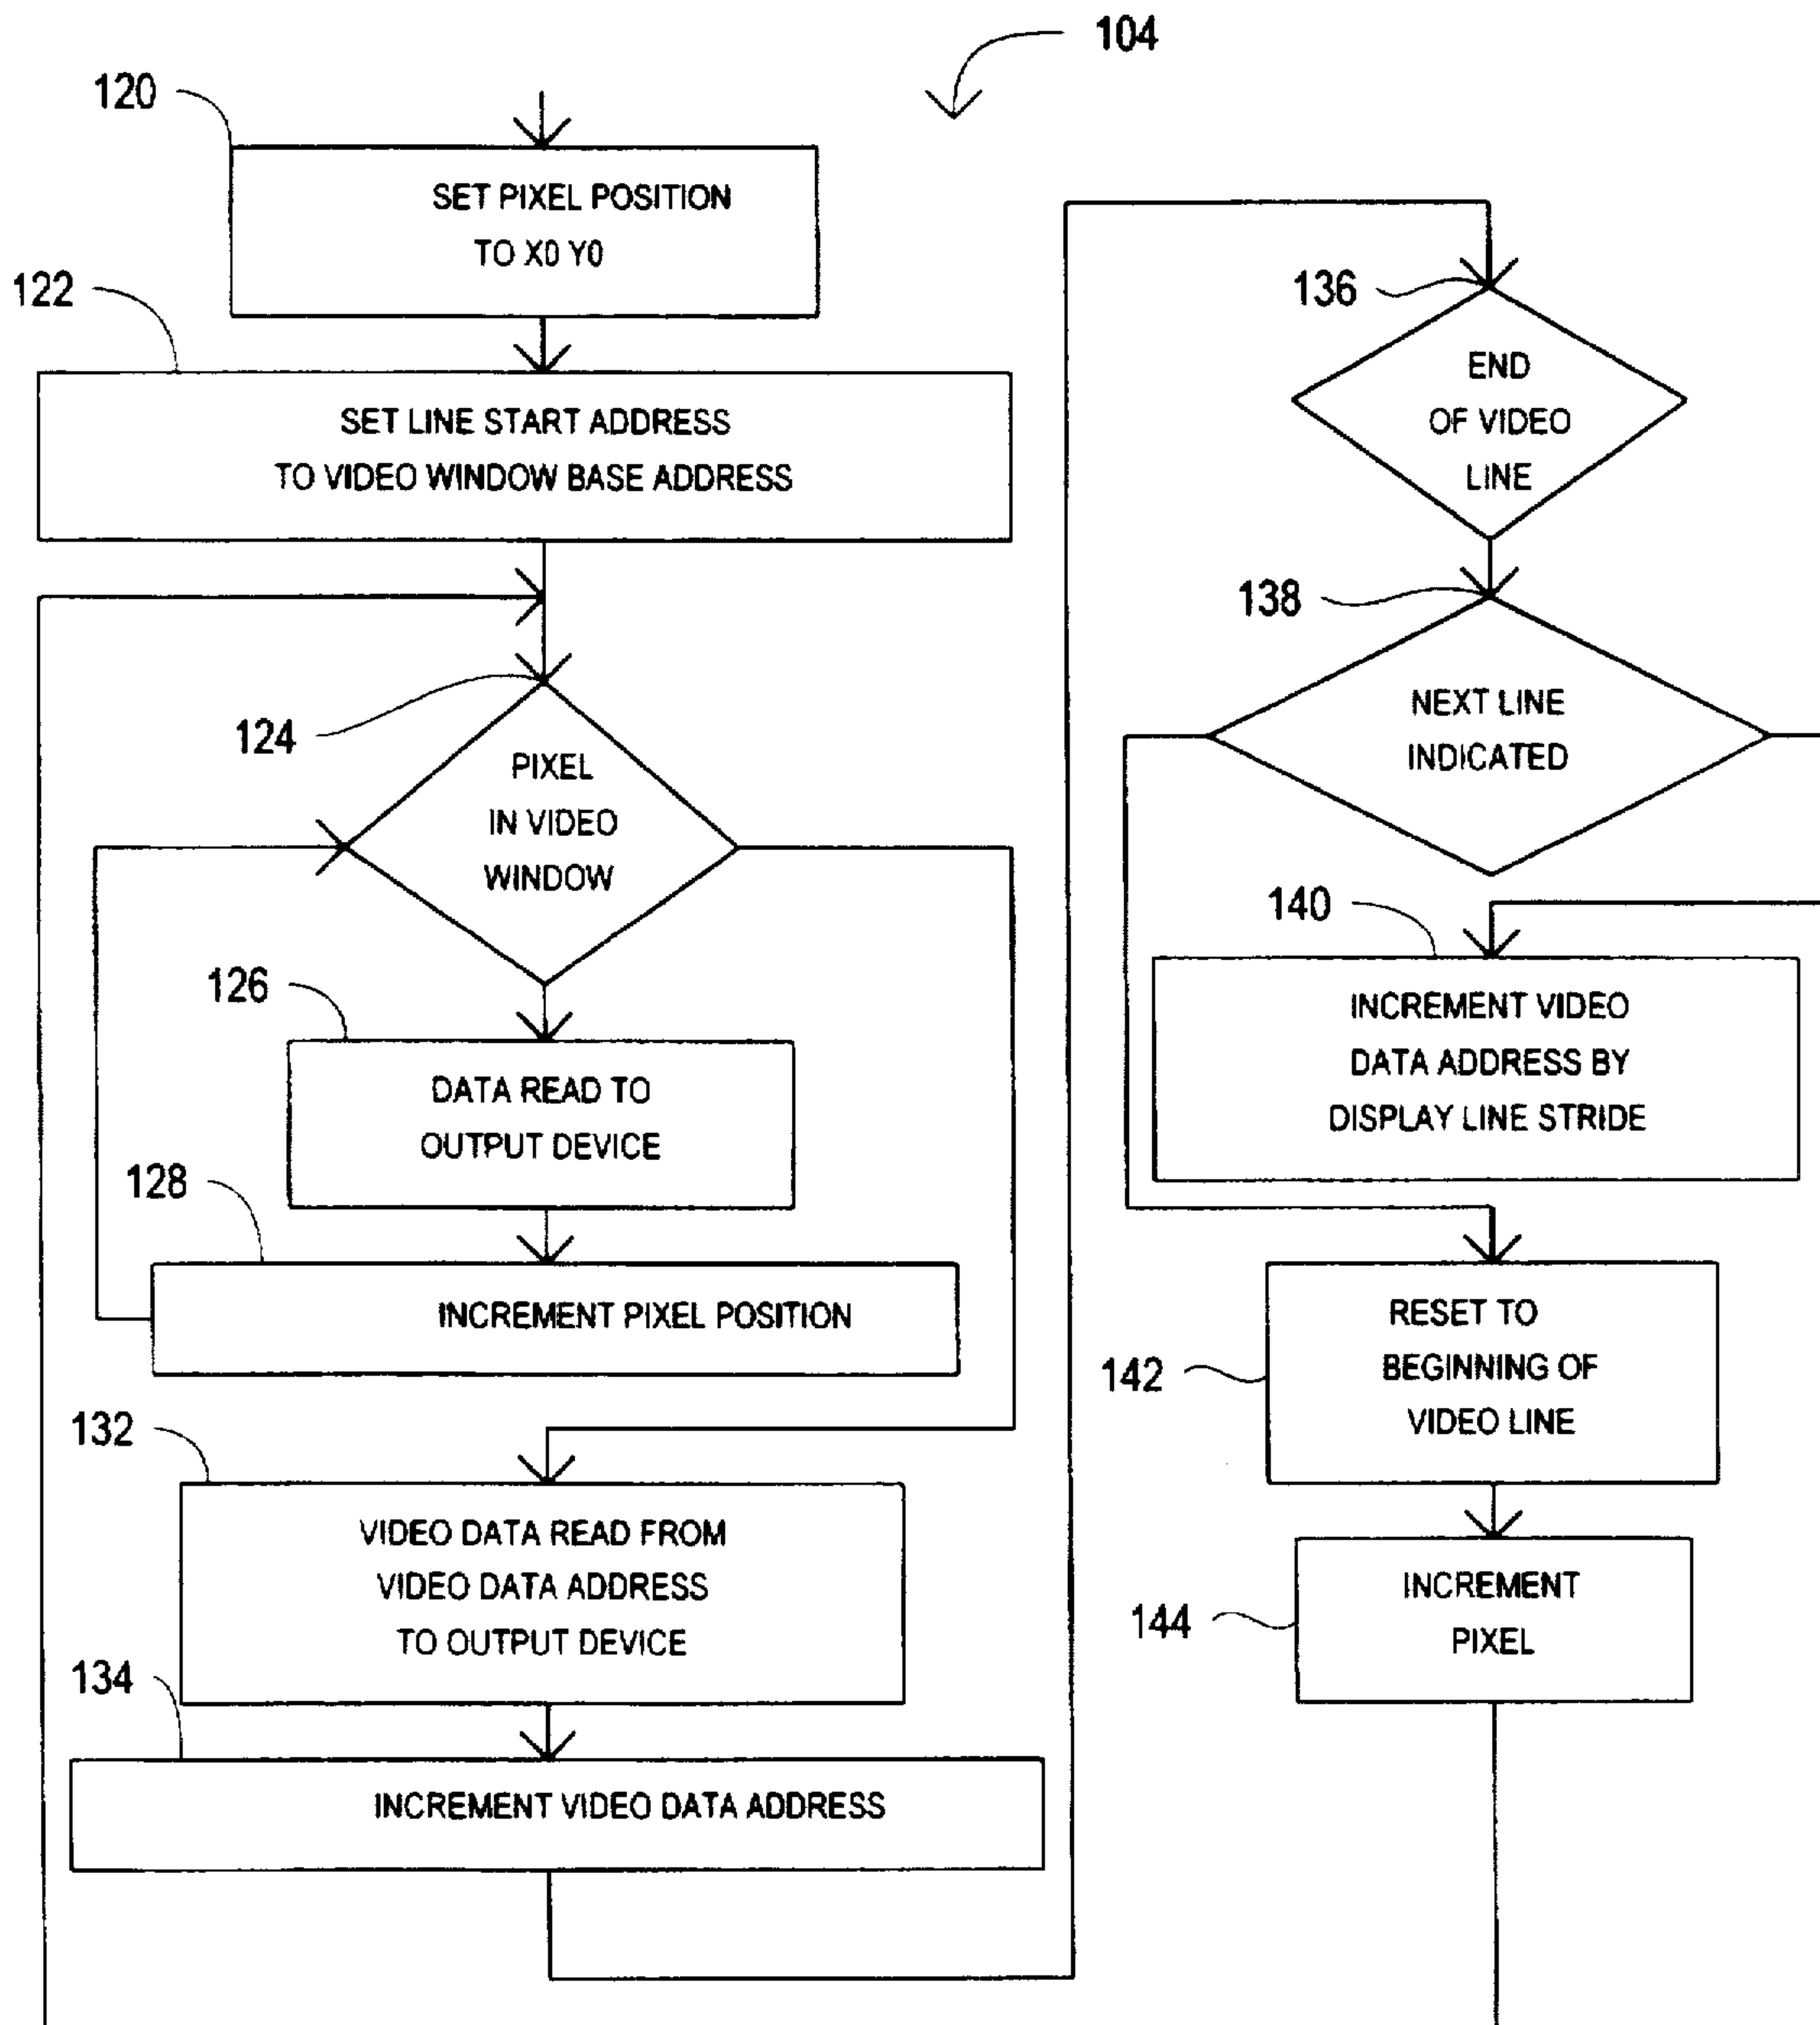 104
120
SET PIXEL POSITION
TO X0 Y0
122
SET LINE START ADDRESS
TO VIDEO WINDOW BASE ADDRESS
124
PIXEL
IN VIDEO
WINDOW
126
DATA READ TO
OUTPUT DEVICE
128
INCREMENT PIXEL POSITION
132
VIDEO DATA READ FROM
VIDEO DATA ADDRESS
TO OUTPUT DEVICE
134
INCREMENT VIDEO DATA ADDRESS
136
END
OF VIDEO
LINE
138
NEXT LINE
INDICATED
140
INCREMENT VIDEO
DATA ADDRESS BY
DISPLAY LINE STRIDE
142
RESET TO
BEGINNING OF
VIDEO LINE
144
INCREMENT
PIXEL